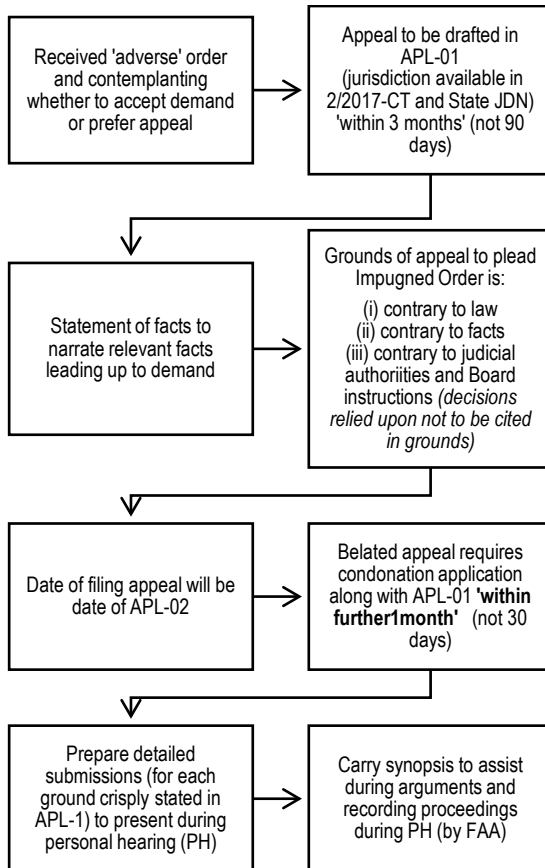 Received 'adverse' order
and contemplanting
whether to accept demand
or prefer appeal
Appeal to be drafted in
APL-01
(jurisdiction available in
2/2017-CT and State JDN)
'within 3 months' (not 90
days)
Statement of facts to
narrate relevant facts
leading up to demand
Grounds of appeal to plead
Impugned Order is:
(i) contrary to law
(ii) contrary to facts
(iii) contrary to judicial
authoriities and Board
instructions (decisions
relied upon not to be cited
in grounds)
Date of filing appeal will be
date of APL-02
Belated appeal requires
condonation application
along with APL-01 'within
further1month' (not 30
days)
Prepare detailed
submissions (for each
ground crisply stated in
APL-1) to present during
personal hearing (PH)
Carry synopsis to assist
during arguments and
recording proceedings
during PH (by FAA)